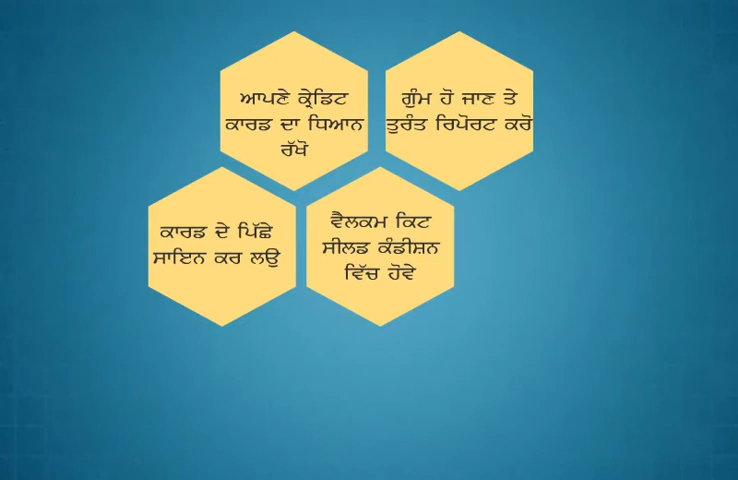 ਆਪਣੇ ਕ੍ਰੇਡਿਟ
ਕਾਰਡ ਦਾ ਧਿਆਨ
ਰੱਖੋ
ਗੁੰਮ ਹੋ ਜਾਣ ਤੇ
ਤੁਰੰਤ ਰਿਪੋਰਟ ਕਰੋ
ਕਾਰਡ ਦੇ ਪਿੱਛੇ
ਸਾਇਨ ਕਰ ਲਉ
ਵੈਲਕਮ ਕਿਟ
ਸੀਲਡ ਕੰਡੀਸ਼ਨ
ਵਿੱਚ ਹੋਵੇ